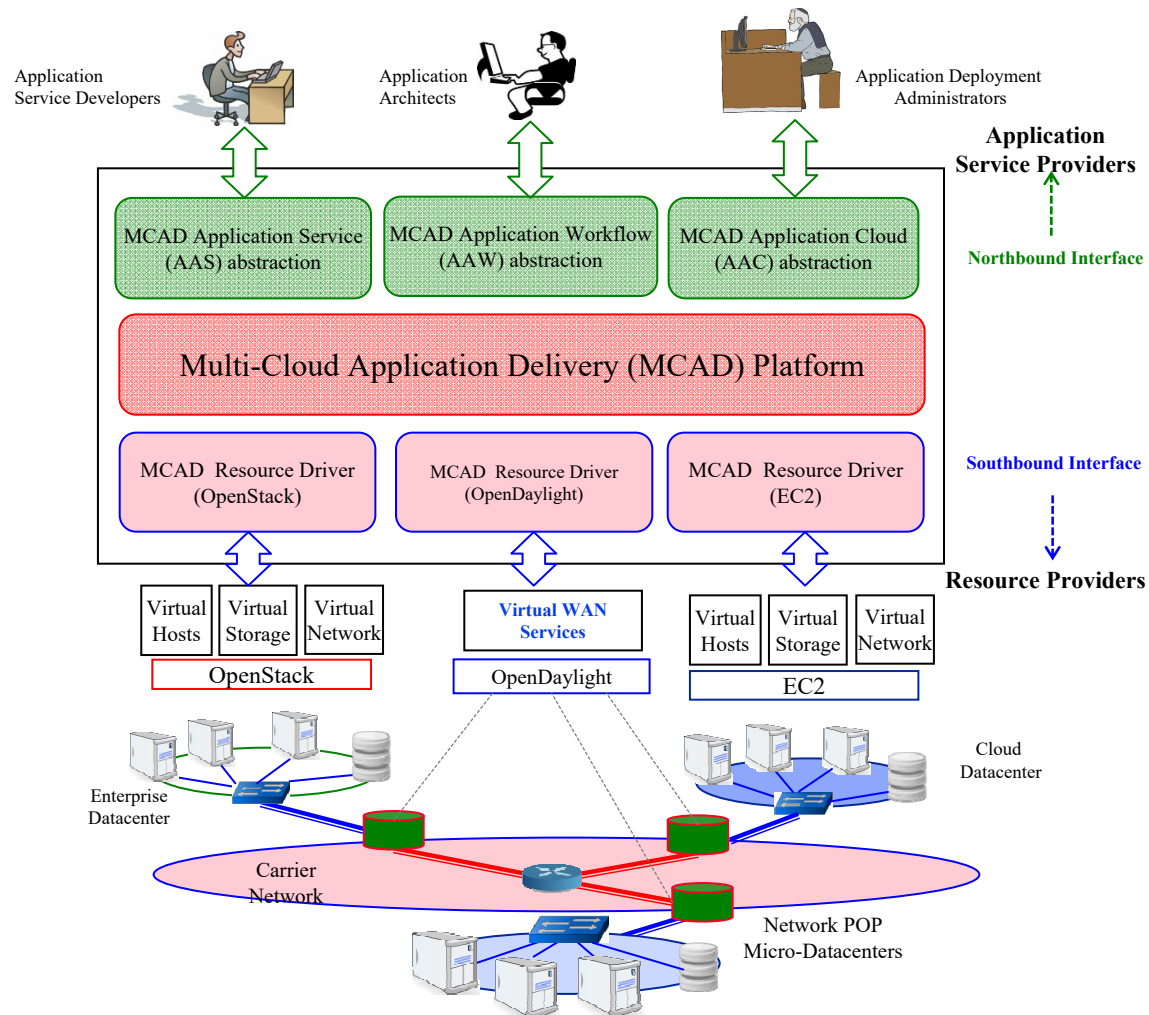 Application
Service Developers
Application
Architects
Application Deployment
Administrators
Application
Service Providers
MCAD Application Service
(AAS) abstraction
MCAD Application Workflow
(AAW) abstraction
MCAD Application Cloud
(AAC) abstraction
Northbound Interface
Multi-Cloud Application Delivery (MCAD) Platform
MCAD Resource Driver
(OpenStack)
MCAD Resource Driver
(OpenDaylight)
MCAD Resource Driver
(EC2)
Southbound Interface
Resource Providers
Virtual
Hosts
Virtual
Storage
Virtual
Network
OpenStack
Virtual WAN
Services
OpenDaylight
Virtual
Hosts
Virtual
Storage
Virtual
Network
EC2
Enterprise
Datacenter
Cloud
Datacenter
Carrier
Network
Network POP
Micro-Datacenters